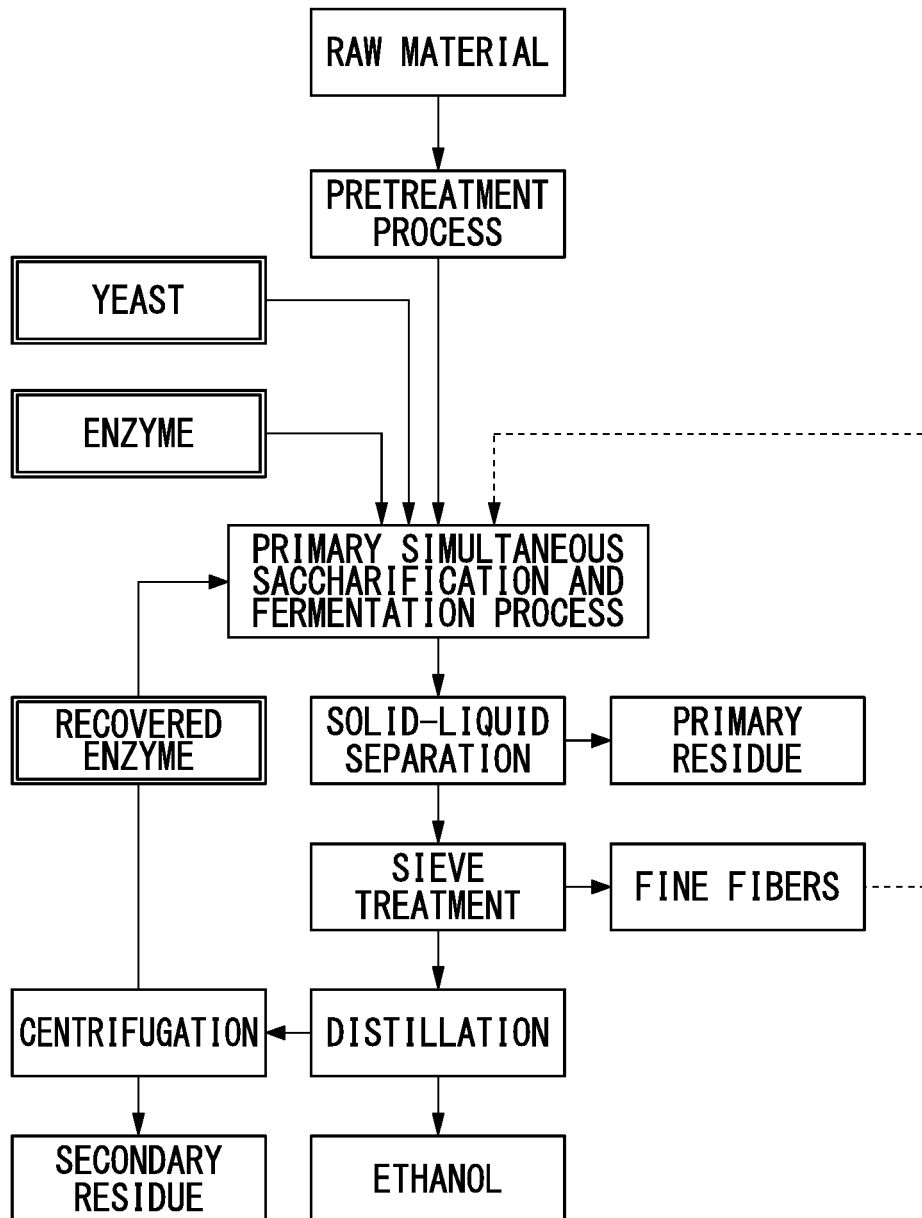 RAW MATERIAL
PRETREATMENT
PROCESS
YEAST
ENZYME
PRIMARY SIMULTANEOUS
SACCHARIFICATION AND
FERMENTATION PROCESS
RECOVERED
ENZYME
SOLID-LIQUID
SEPARATION
PRIMARY
RESIDUE
SIEVE
TREATMENT
FINE FIBERS
CENTRIFUGATION
DISTILLATION
SECONDARY
RESIDUE
ETHANOL